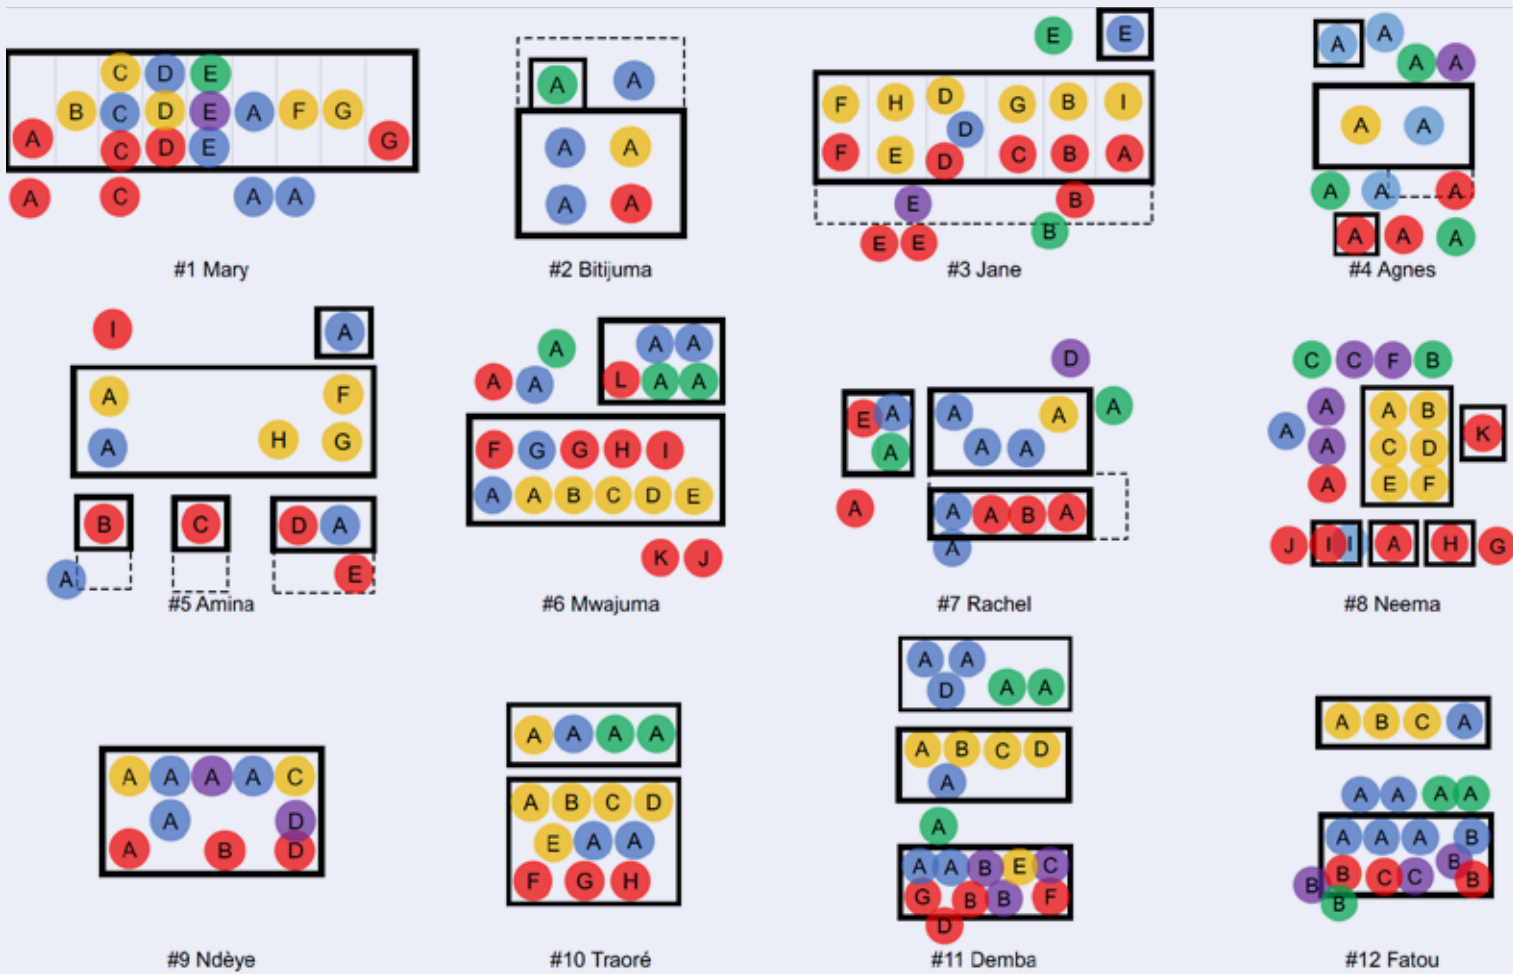 C D E
B C D E A F G
A C D E G
A C A A
#1 Mary
A A
A A
A A
#2 Bitijuma
E E
F H D G B I
D
F E D C B A
E B
E E B
#3 Jane
A A
A A
A A
A A A
A A A
#4 Agnes
I A
A F
A H G
B C D A
A E
#5 Amina
A A A
A A L A A
F G G H I
A A B C D E
K J
#6 Mwajuma
D
E A A A A
A A A
A A A B A
A
#7 Rachel
C C F B
A A B
A A C D K
A E F
J I I A H G
#8 Neema
A A A A C
A D
A B D
#9 Ndèye
A A A A
A B C D
E A A
F G H
#10 Traoré
A A
D A A
A B C D
A
A
A A B E C
G B B F
D
#11 Demba
A B C A
A A A A
A A A B
B B C C B B
B
#12 Fatou